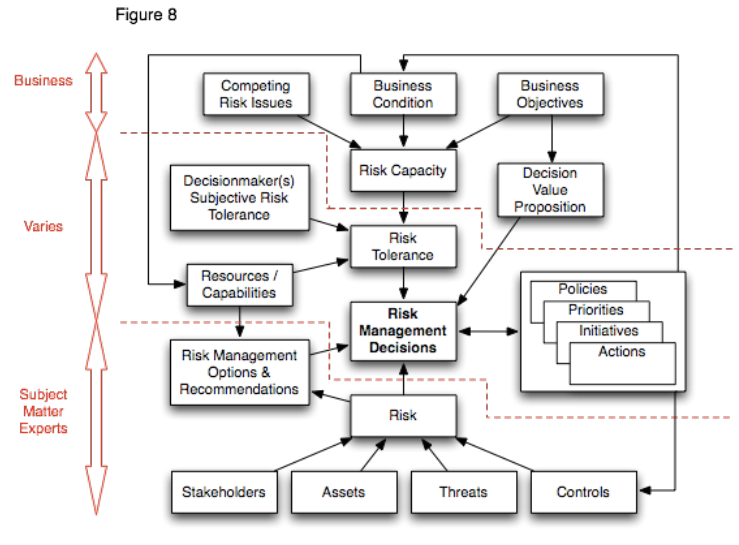 Figure 8
Business
Competing
Risk Issues
Business
Condition
Business
Objectives
Risk Capacity
Decision
Value
Proposition
Decisionmaker(s)
Subjective Risk
Tolerance
Varies
Risk
Tolerance
Resources /
Capabilities
Risk
Management
Decisions
Policies
Priorities
Initiatives
Actions
Risk Management
Options &
Recommendations
Subject
Matter
Experts
Risk
Stakeholders
Assets
Threats
Controls